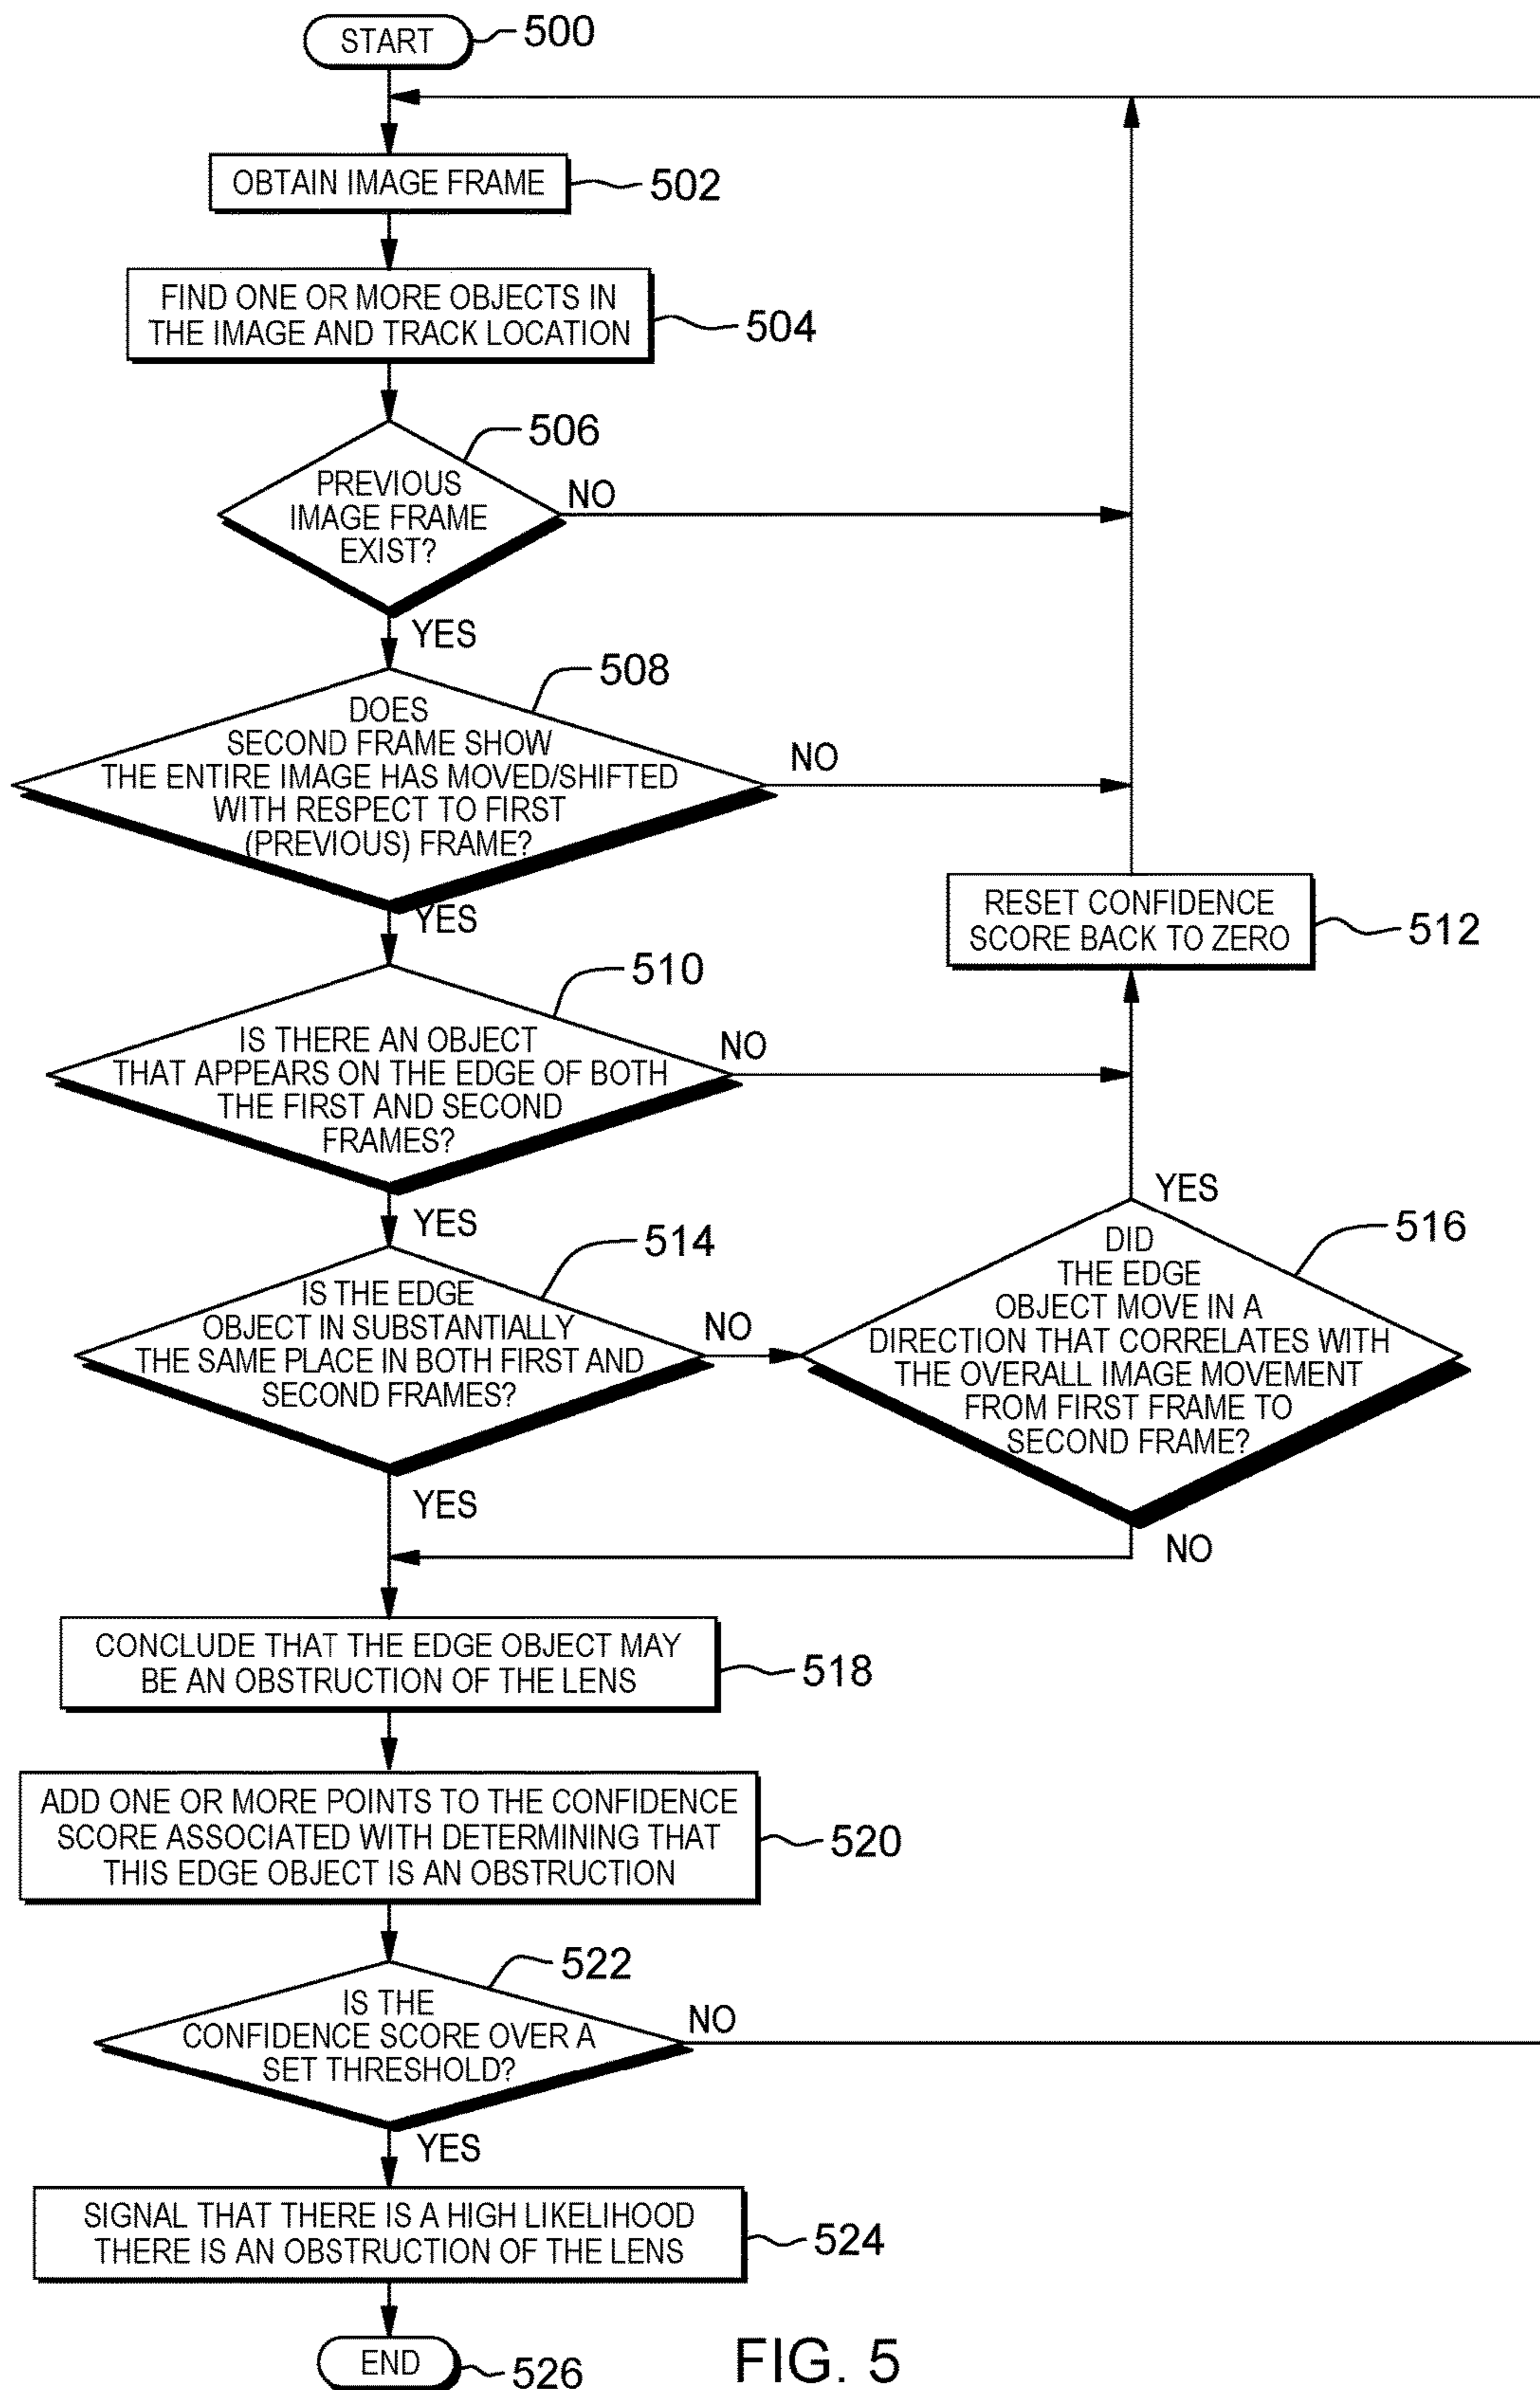 START
500
OBTAIN IMAGE FRAME
502
FIND ONE OR MORE OBJECTS IN
THE IMAGE AND TRACK LOCATION
504
506
PREVIOUS
IMAGE FRAME
EXIST?
NO
YES
508
DOES
SECOND FRAME SHOW
THE ENTIRE IMAGE HAS MOVED/SHIFTED
WITH RESPECT TO FIRST
(PREVIOUS) FRAME?
NO
YES
RESET CONFIDENCE
SCORE BACK TO ZERO
512
510
IS THERE AN OBJECT
THAT APPEARS ON THE EDGE OF BOTH
THE FIRST AND SECOND
FRAMES?
NO
YES
514
IS THE EDGE
OBJECT IN SUBSTANTIALLY
THE SAME PLACE IN BOTH FIRST AND
SECOND FRAMES?
NO
YES
YES
516
DID
THE EDGE
OBJECT MOVE IN A
DIRECTION THAT CORRELATES WITH
THE OVERALL IMAGE MOVEMENT
FROM FIRST FRAME TO
SECOND FRAME?
NO
CONCLUDE THAT THE EDGE OBJECT MAY
BE AN OBSTRUCTION OF THE LENS
518
ADD ONE OR MORE POINTS TO THE CONFIDENCE
SCORE ASSOCIATED WITH DETERMINING THAT
THIS EDGE OBJECT IS AN OBSTRUCTION
520
522
IS THE
CONFIDENCE SCORE OVER A
SET THRESHOLD?
NO
YES
SIGNAL THAT THERE IS A HIGH LIKELIHOOD
THERE IS AN OBSTRUCTION OF THE LENS
524
END
526
FIG. 5